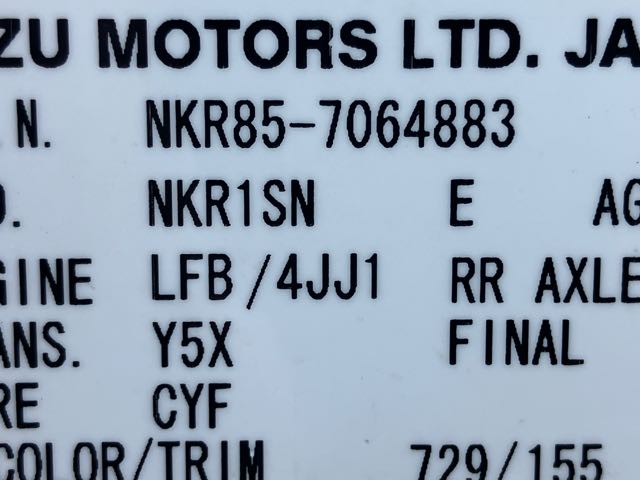 ZU MOTORS LTD. JA
N. NKR85-7064883
O. NKR1SN E AG
GINE LFB/4JJ1 RR AXLE
ANS. Y5X FINAL
RE CYF
COLOR/TRIM 729/155